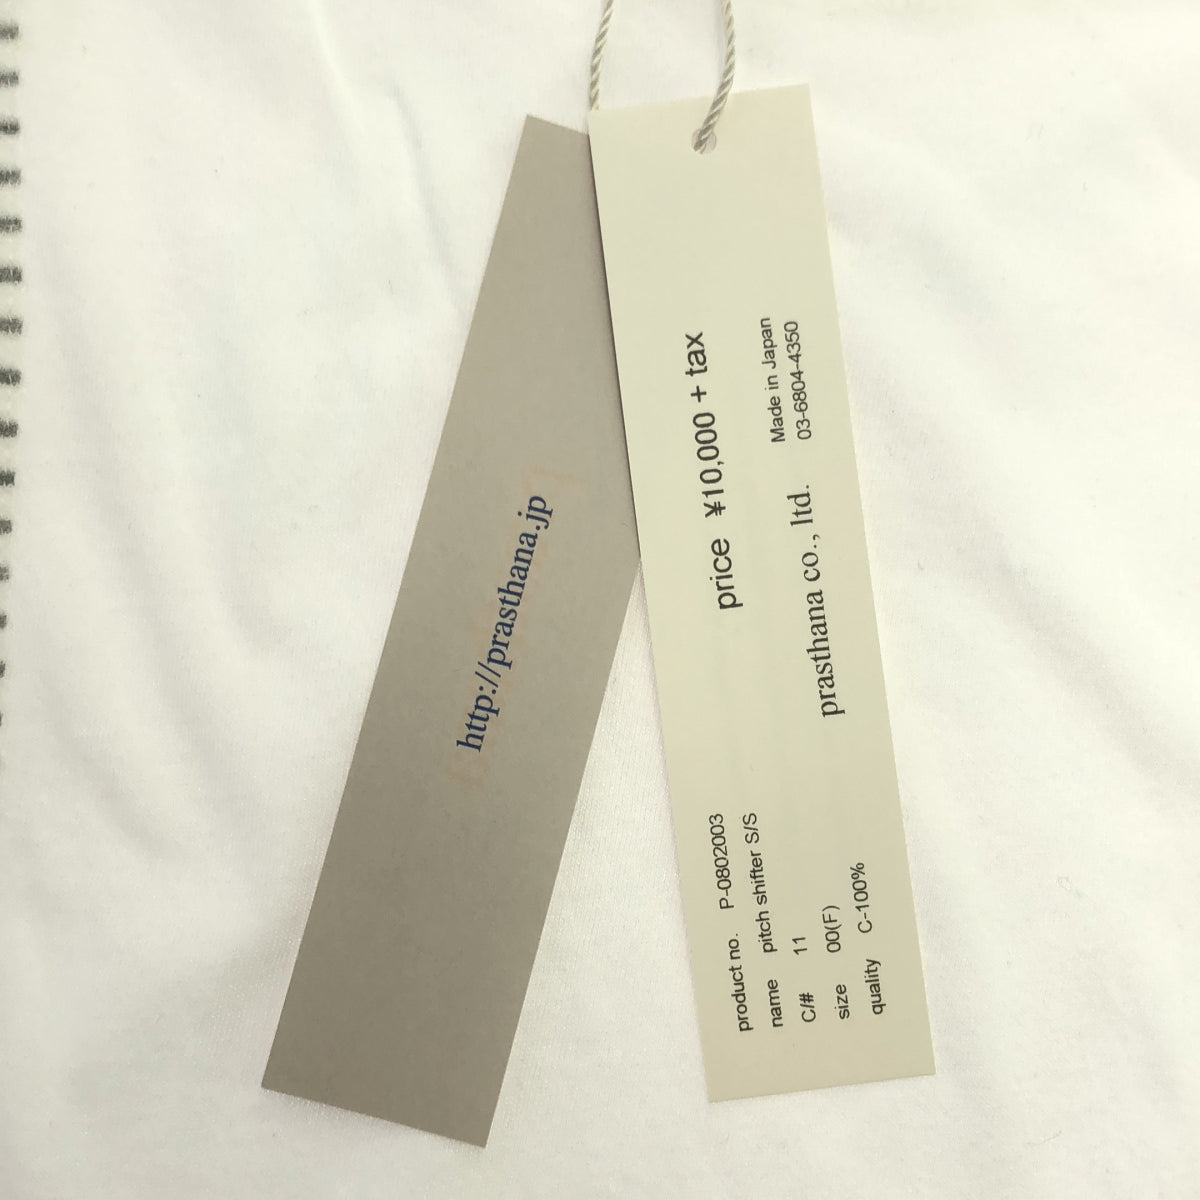 http://prasthana.jp
product no. P-0802003
name pitch shifter S/S
C/# 11
size 00(F)
quality C-100%
price ¥10,000 + tax
prasthana co., ltd.
Made in Japan
03-6804-4350